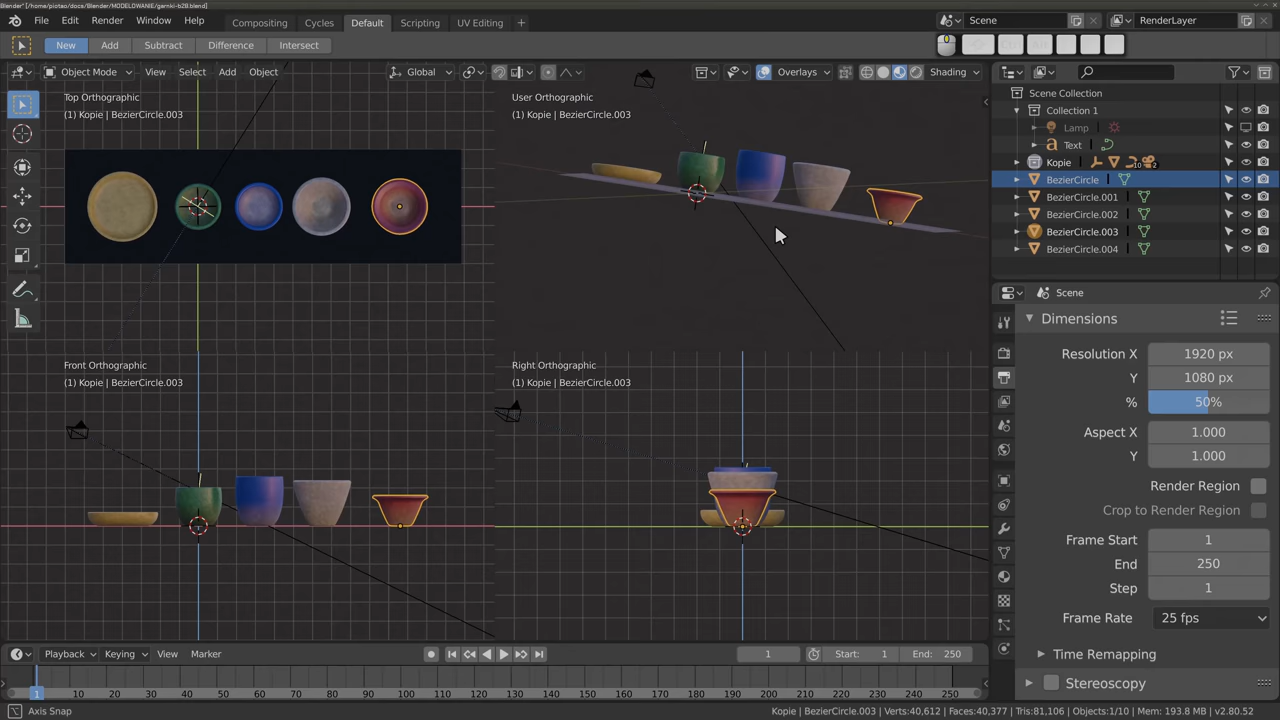 Blender* [/home/piotao/docs/Blender/MODELOWANIE/garnki-b28.blend]
File Edit Render Window Help
Compositing Cycles Default Scripting UV Editing +
Scene
RenderLayer
New Add Subtract Difference Intersect
Object Mode View Select Add Object
Global
Overlays
Shading
Top Orthographic
(1) Kopie | BezierCircle.003
User Orthographic
(1) Kopie | BezierCircle.003
Front Orthographic
(1) Kopie | BezierCircle.003
Right Orthographic
(1) Kopie | BezierCircle.003
Scene Collection
Collection 1
Lamp
Text
Kopie 10 2
BezierCircle
BezierCircle.001
BezierCircle.002
BezierCircle.003
BezierCircle.004
Scene
Dimensions
Resolution X 1920 px
Y 1080 px
% 50%
Aspect X 1.000
Y 1.000
Render Region
Crop to Render Region
Frame Start 1
End 250
Step 1
Frame Rate 25 fps
Time Remapping
Stereoscopy
Playback Keying View Marker
1
Start: 1
End: 250
1 10 20 30 40 50 60 70 80 90 100 110 120 130 140 150 160 170 180 190 200 210 220 230 240 250
Axis Snap
Kopie | BezierCircle.003 | Verts:40,612 | Faces:40,377 | Tris:81,106 | Objects:1/10 | Mem: 193.8 MB | v2.80.52